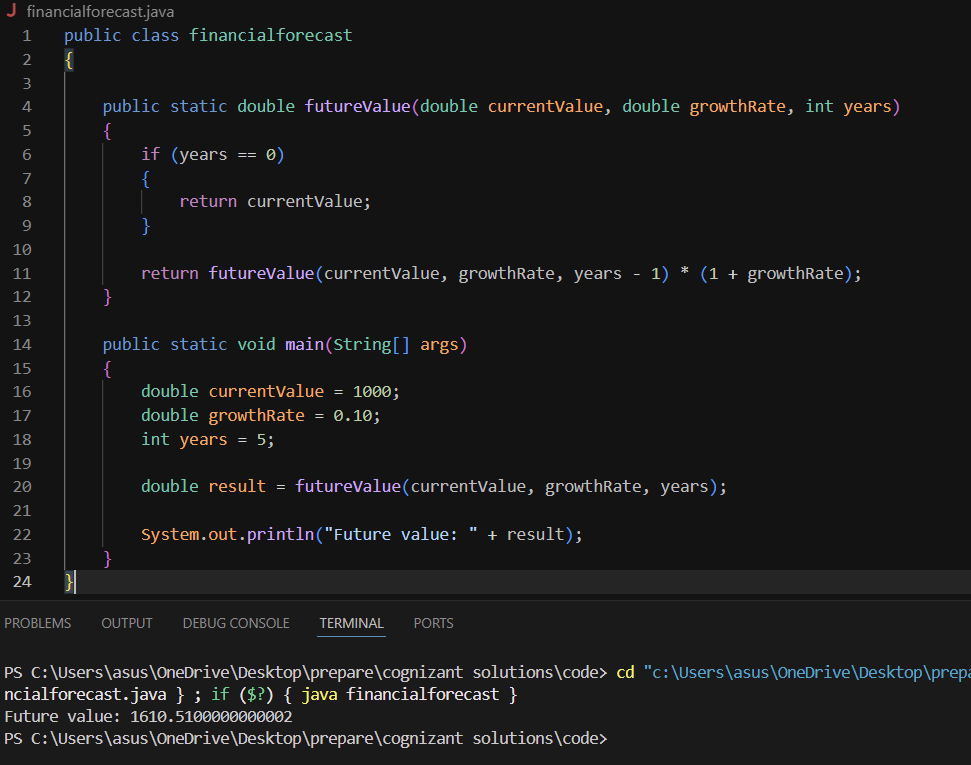 financialforecast.java
1 public class financialforecast
2 {
3
4 public static double futureValue(double currentValue, double growthRate, int years)
5 {
6 if (years == 0)
7 {
8 return currentValue;
9 }
10
11 return futureValue(currentValue, growthRate, years - 1) * (1 + growthRate);
12 }
13
14 public static void main(String[] args)
15 {
16 double currentValue = 1000;
17 double growthRate = 0.10;
18 int years = 5;
19
20 double result = futureValue(currentValue, growthRate, years);
21
22 System.out.println("Future value: " + result);
23 }
24 }
PROBLEMS OUTPUT DEBUG CONSOLE TERMINAL PORTS
PS C:\Users\asus\OneDrive\Desktop\prepare\cognizant solutions\code> cd "c:\Users\asus\OneDrive\Desktop\prepa
ncialforecast.java } ; if ($?) { java financialforecast }
Future value: 1610.5100000000002
PS C:\Users\asus\OneDrive\Desktop\prepare\cognizant solutions\code>